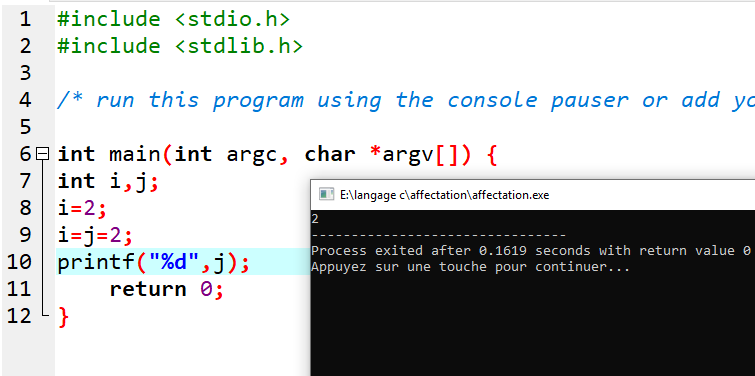 1 #include <stdio.h>
2 #include <stdlib.h>
3
4 /* run this program using the console pauser or add yo
5
6 int main(int argc, char *argv[]) {
7 int i,j;
8 i=2;
9 i=j=2;
10 printf("%d",j);
11 return 0;
12 }
E:\langage c\affectation\affectation.exe
2
--------------------------------
Process exited after 0.1619 seconds with return value 0
Appuyez sur une touche pour continuer...